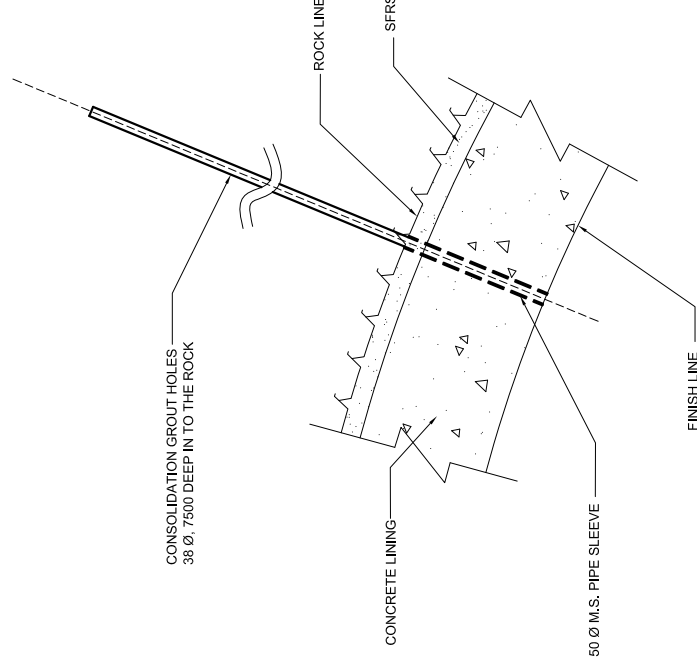 ROCK LINE
SFRS
CONSOLIDATION GROUT HOLES
38 Ø, 7500 DEEP IN TO THE ROCK
CONCRETE LINING
50 Ø M.S. PIPE SLEEVE
FINISH LINE